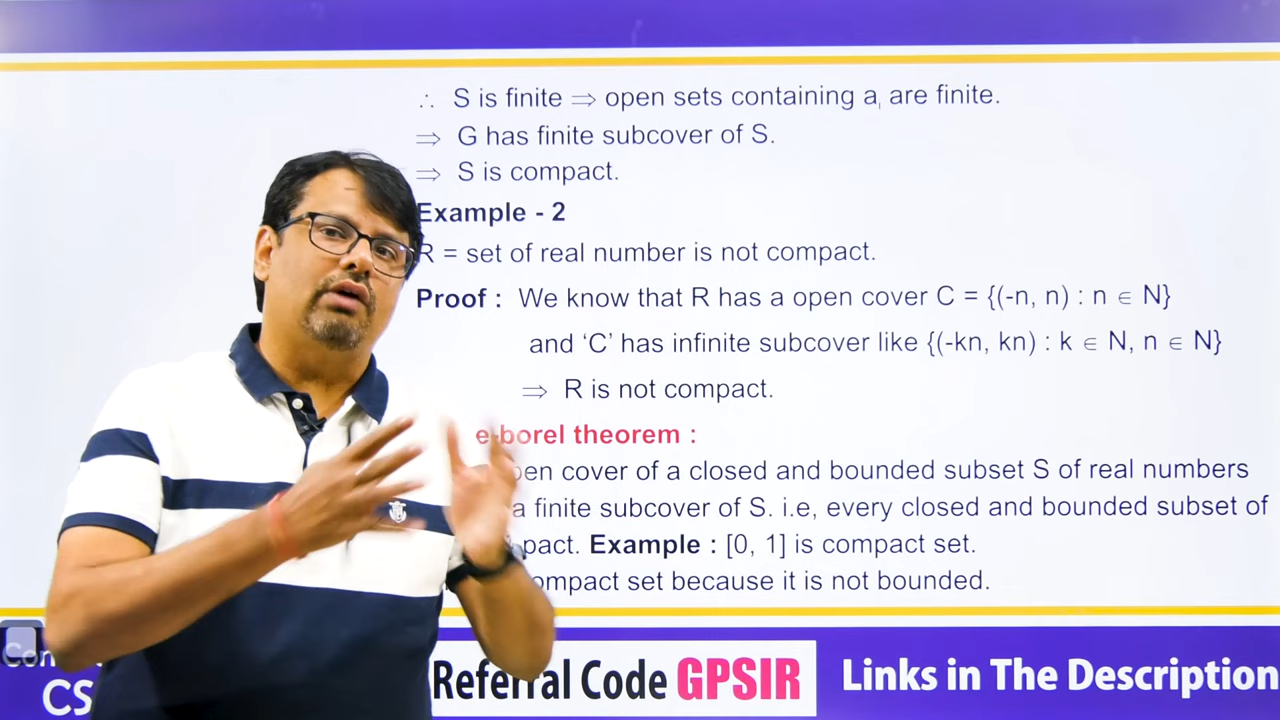 ∴ S is finite ⇒ open sets containing aᵢ are finite.
⇒ G has finite subcover of S.
⇒ S is compact.
Example - 2
R = set of real number is not compact.
Proof : We know that R has a open cover C = {(-n, n) : n ∈ N}
and ‘C’ has infinite subcover like {(-kn, kn) : k ∈ N, n ∈ N}
⇒ R is not compact.
e-borel theorem :
pen cover of a closed and bounded subset S of real numbers
a finite subcover of S. i.e, every closed and bounded subset of
pact. Example : [0, 1] is compact set.
ompact set because it is not bounded.
Con
CS
Referral Code GPSIR
Links in The Description